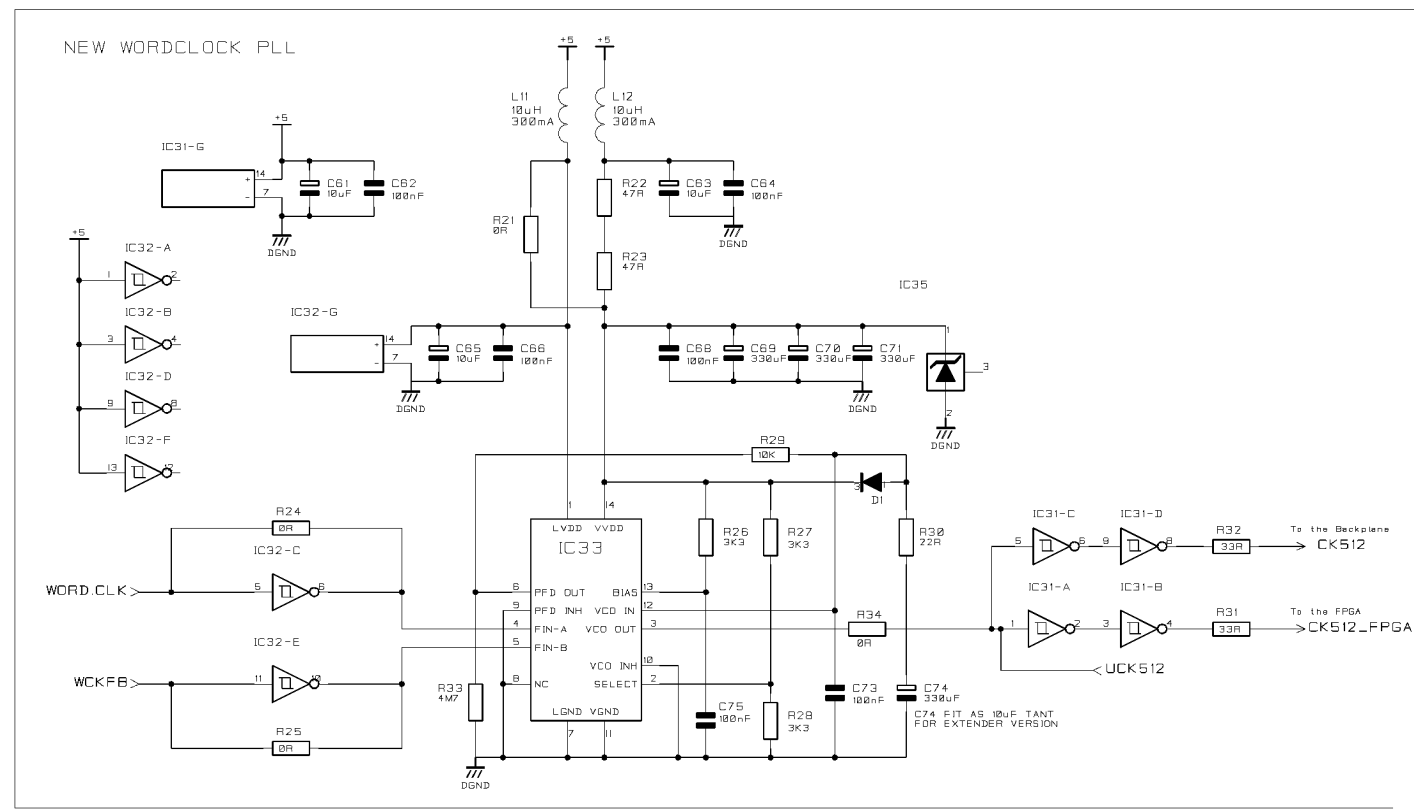 NEW WORDCLOCK PLL
+5
+5
L11
10uH
300mA
L12
10uH
300mA
+5
IC31-G
14
+
7
-
C61
10uF
C62
100nF
DGND
R22
47R
C63
10uF
C64
100nF
DGND
R21
0R
R23
47R
+5
IC32-A
1
2
IC32-B
3
4
IC32-D
9
8
IC32-F
13
12
IC32-G
14
+
7
-
C65
10uF
C66
100nF
DGND
C68
100nF
C69
330uF
C70
330uF
C71
330uF
DGND
IC35
1
3
2
DGND
R29
10K
3
1
D1
R24
0R
IC32-C
WORD.CLK
5
6
IC32-E
WCKFB
11
10
R25
0R
R33
4M7
DGND
1
14
LVDD VVDD
IC33
6
PFD OUT
BIAS
13
9
PFD INH
VCO IN
12
4
FIN-A
VCO OUT
3
5
FIN-B
VCO INH
10
8
NC
SELECT
2
LGND VGND
7
11
R26
3K3
R27
3K3
R30
22R
R34
0R
C75
100nF
R28
3K3
C73
100nF
C74
330uF
C74 FIT AS 10uF TANT
FOR EXTENDER VERSION
IC31-C
5
6
IC31-D
9
8
R32
33R
To the Backplane
CK512
IC31-A
1
2
IC31-B
3
4
R31
33R
To the FPGA
CK512_FPGA
UCK512